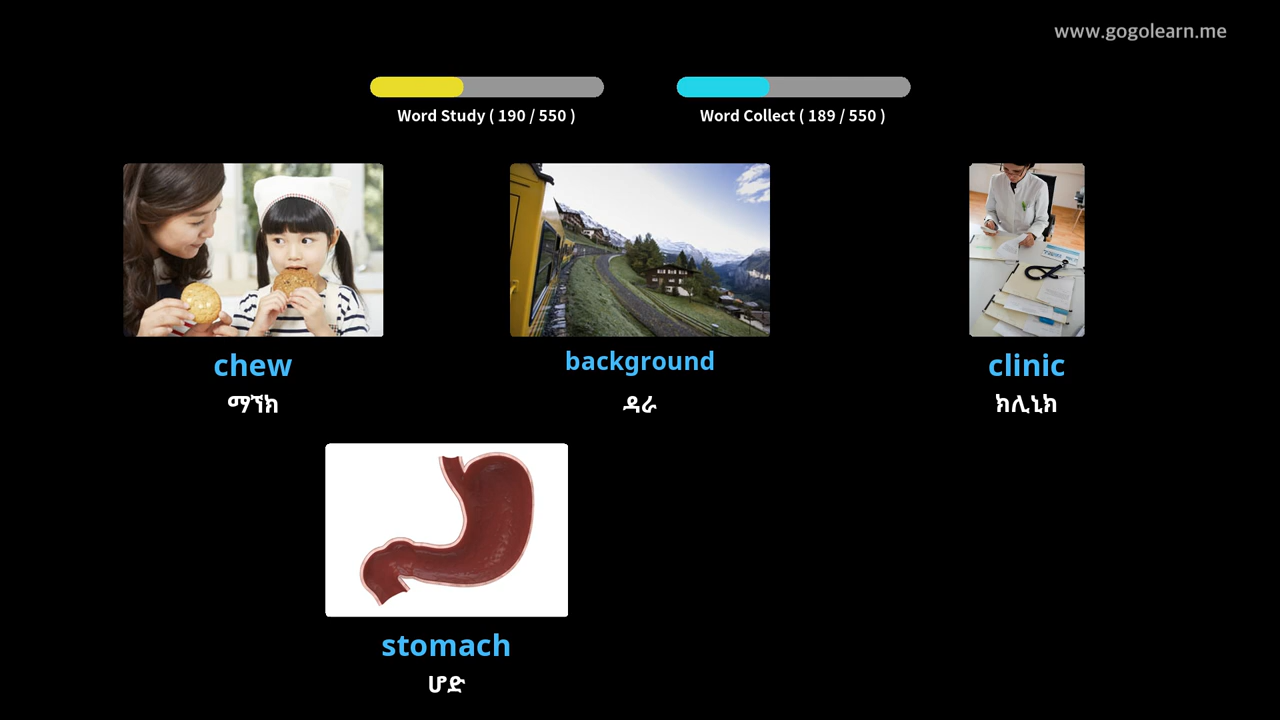 www.gogolearn.me
Word Study ( 190 / 550 )
Word Collect ( 189 / 550 )
chew
ማኘክ
background
ዳራ
clinic
ክሊኒክ
stomach
ሆድ